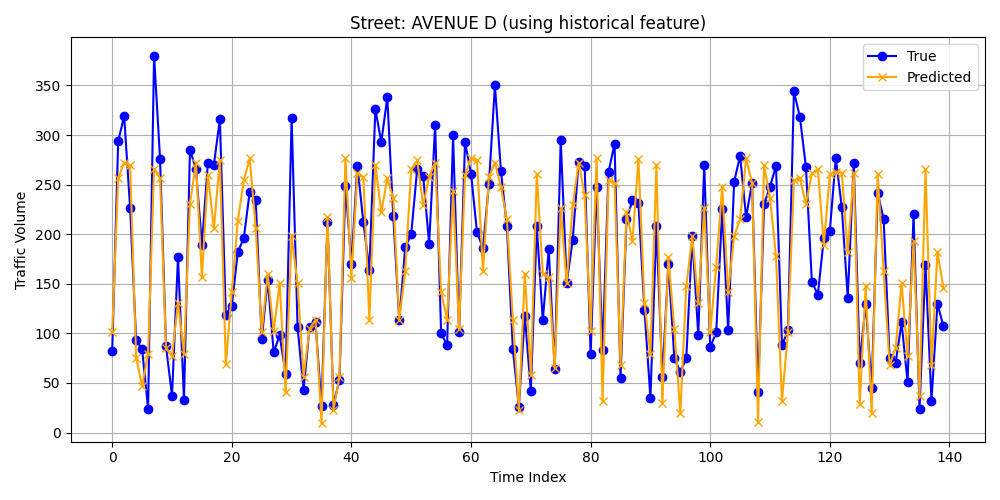 Street: AVENUE D (using historical feature)
True
Predicted
Traffic Volume
350
300
250
200
150
100
50
0
0 20 40 60 80 100 120 140
Time Index